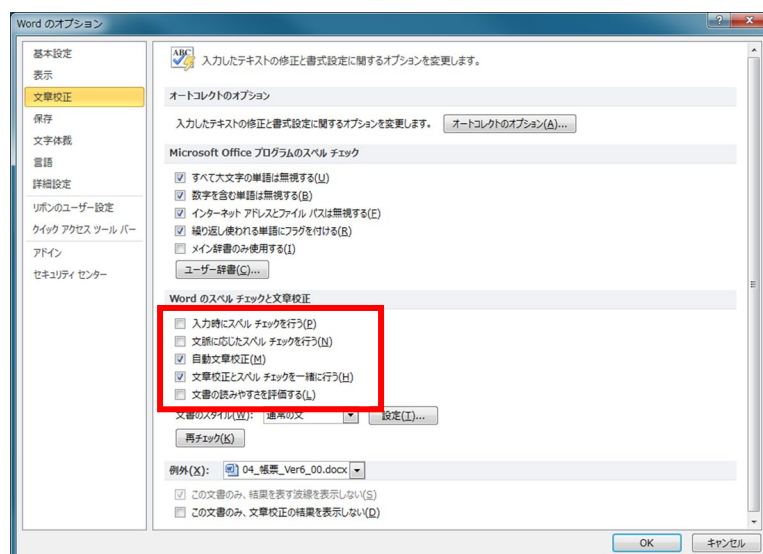 Word のオプション
基本設定
表示
文章校正
保存
文字体裁
言語
詳細設定
リボンのユーザー設定
クイック アクセス ツール バー
アドイン
セキュリティ センター
ABC
入力したテキストの修正と書式設定に関するオプションを変更します。
オートコレクトのオプション
入力したテキストの修正と書式設定に関するオプションを変更します。 オートコレクトのオプション(A)...
Microsoft Office プログラムのスペル チェック
すべて大文字の単語は無視する(U)
数字を含む単語は無視する(B)
インターネット アドレスとファイル パスは無視する(F)
繰り返し使われる単語にフラグを付ける(R)
メイン辞書のみ使用する(I)
ユーザー辞書(C)...
Word のスペル チェックと文章校正
入力時にスペル チェックを行う(P)
文脈に応じたスペル チェックを行う(N)
自動文章校正(M)
文章校正とスペル チェックを一緒に行う(H)
文書の読みやすさを評価する(L)
文書のスタイル(W): 通常の文 設定(T)...
再チェック(K)
例外(X): 04_帳票_Ver6_00.docx
この文書のみ、結果を表す波線を表示しない(S)
この文書のみ、文章校正の結果を表示しない(D)
OK キャンセル